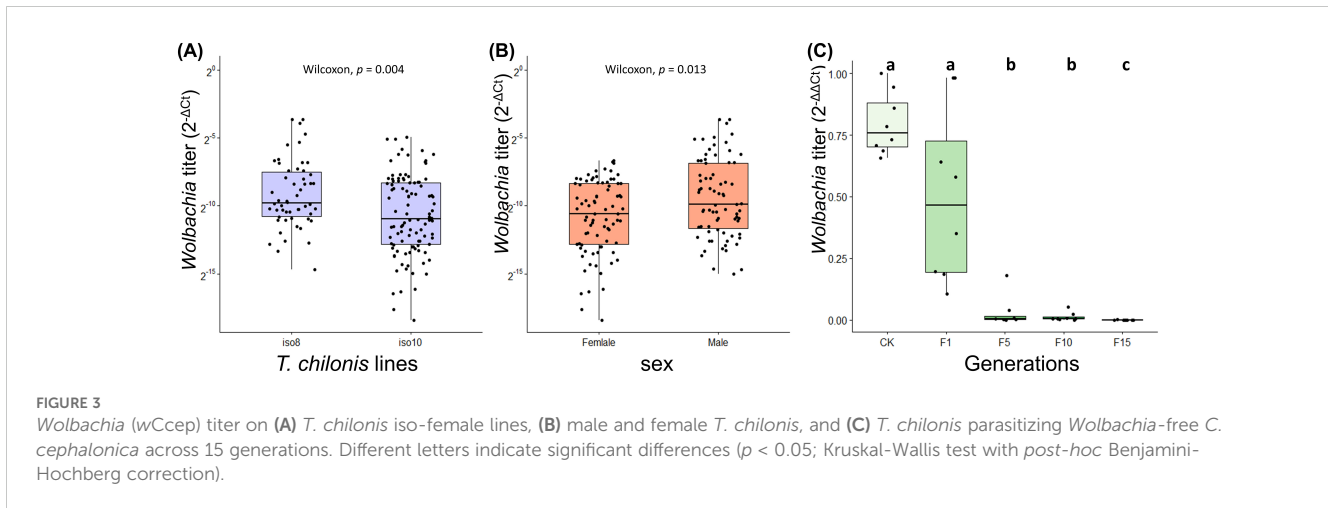 (A)
Wolbachia titer (2^-ΔCt)
2^0
2^-5
2^-10
2^-15
Wilcoxon, p = 0.004
iso8 iso10
T. chilonis lines
(B)
Wolbachia titer (2^-ΔCt)
2^0
2^-5
2^-10
2^-15
Wilcoxon, p = 0.013
Femlale Male
sex
(C)
Wolbachia titer (2^-ΔΔCt)
1.00
0.75
0.50
0.25
0.00
a a b b c
CK F1 F5 F10 F15
Generations
FIGURE 3
Wolbachia (wCcep) titer on (A) T. chilonis iso-female lines, (B) male and female T. chilonis, and (C) T. chilonis parasitizing Wolbachia-free C.
cephalonica across 15 generations. Different letters indicate significant differences (p < 0.05; Kruskal-Wallis test with post-hoc Benjamini-
Hochberg correction).